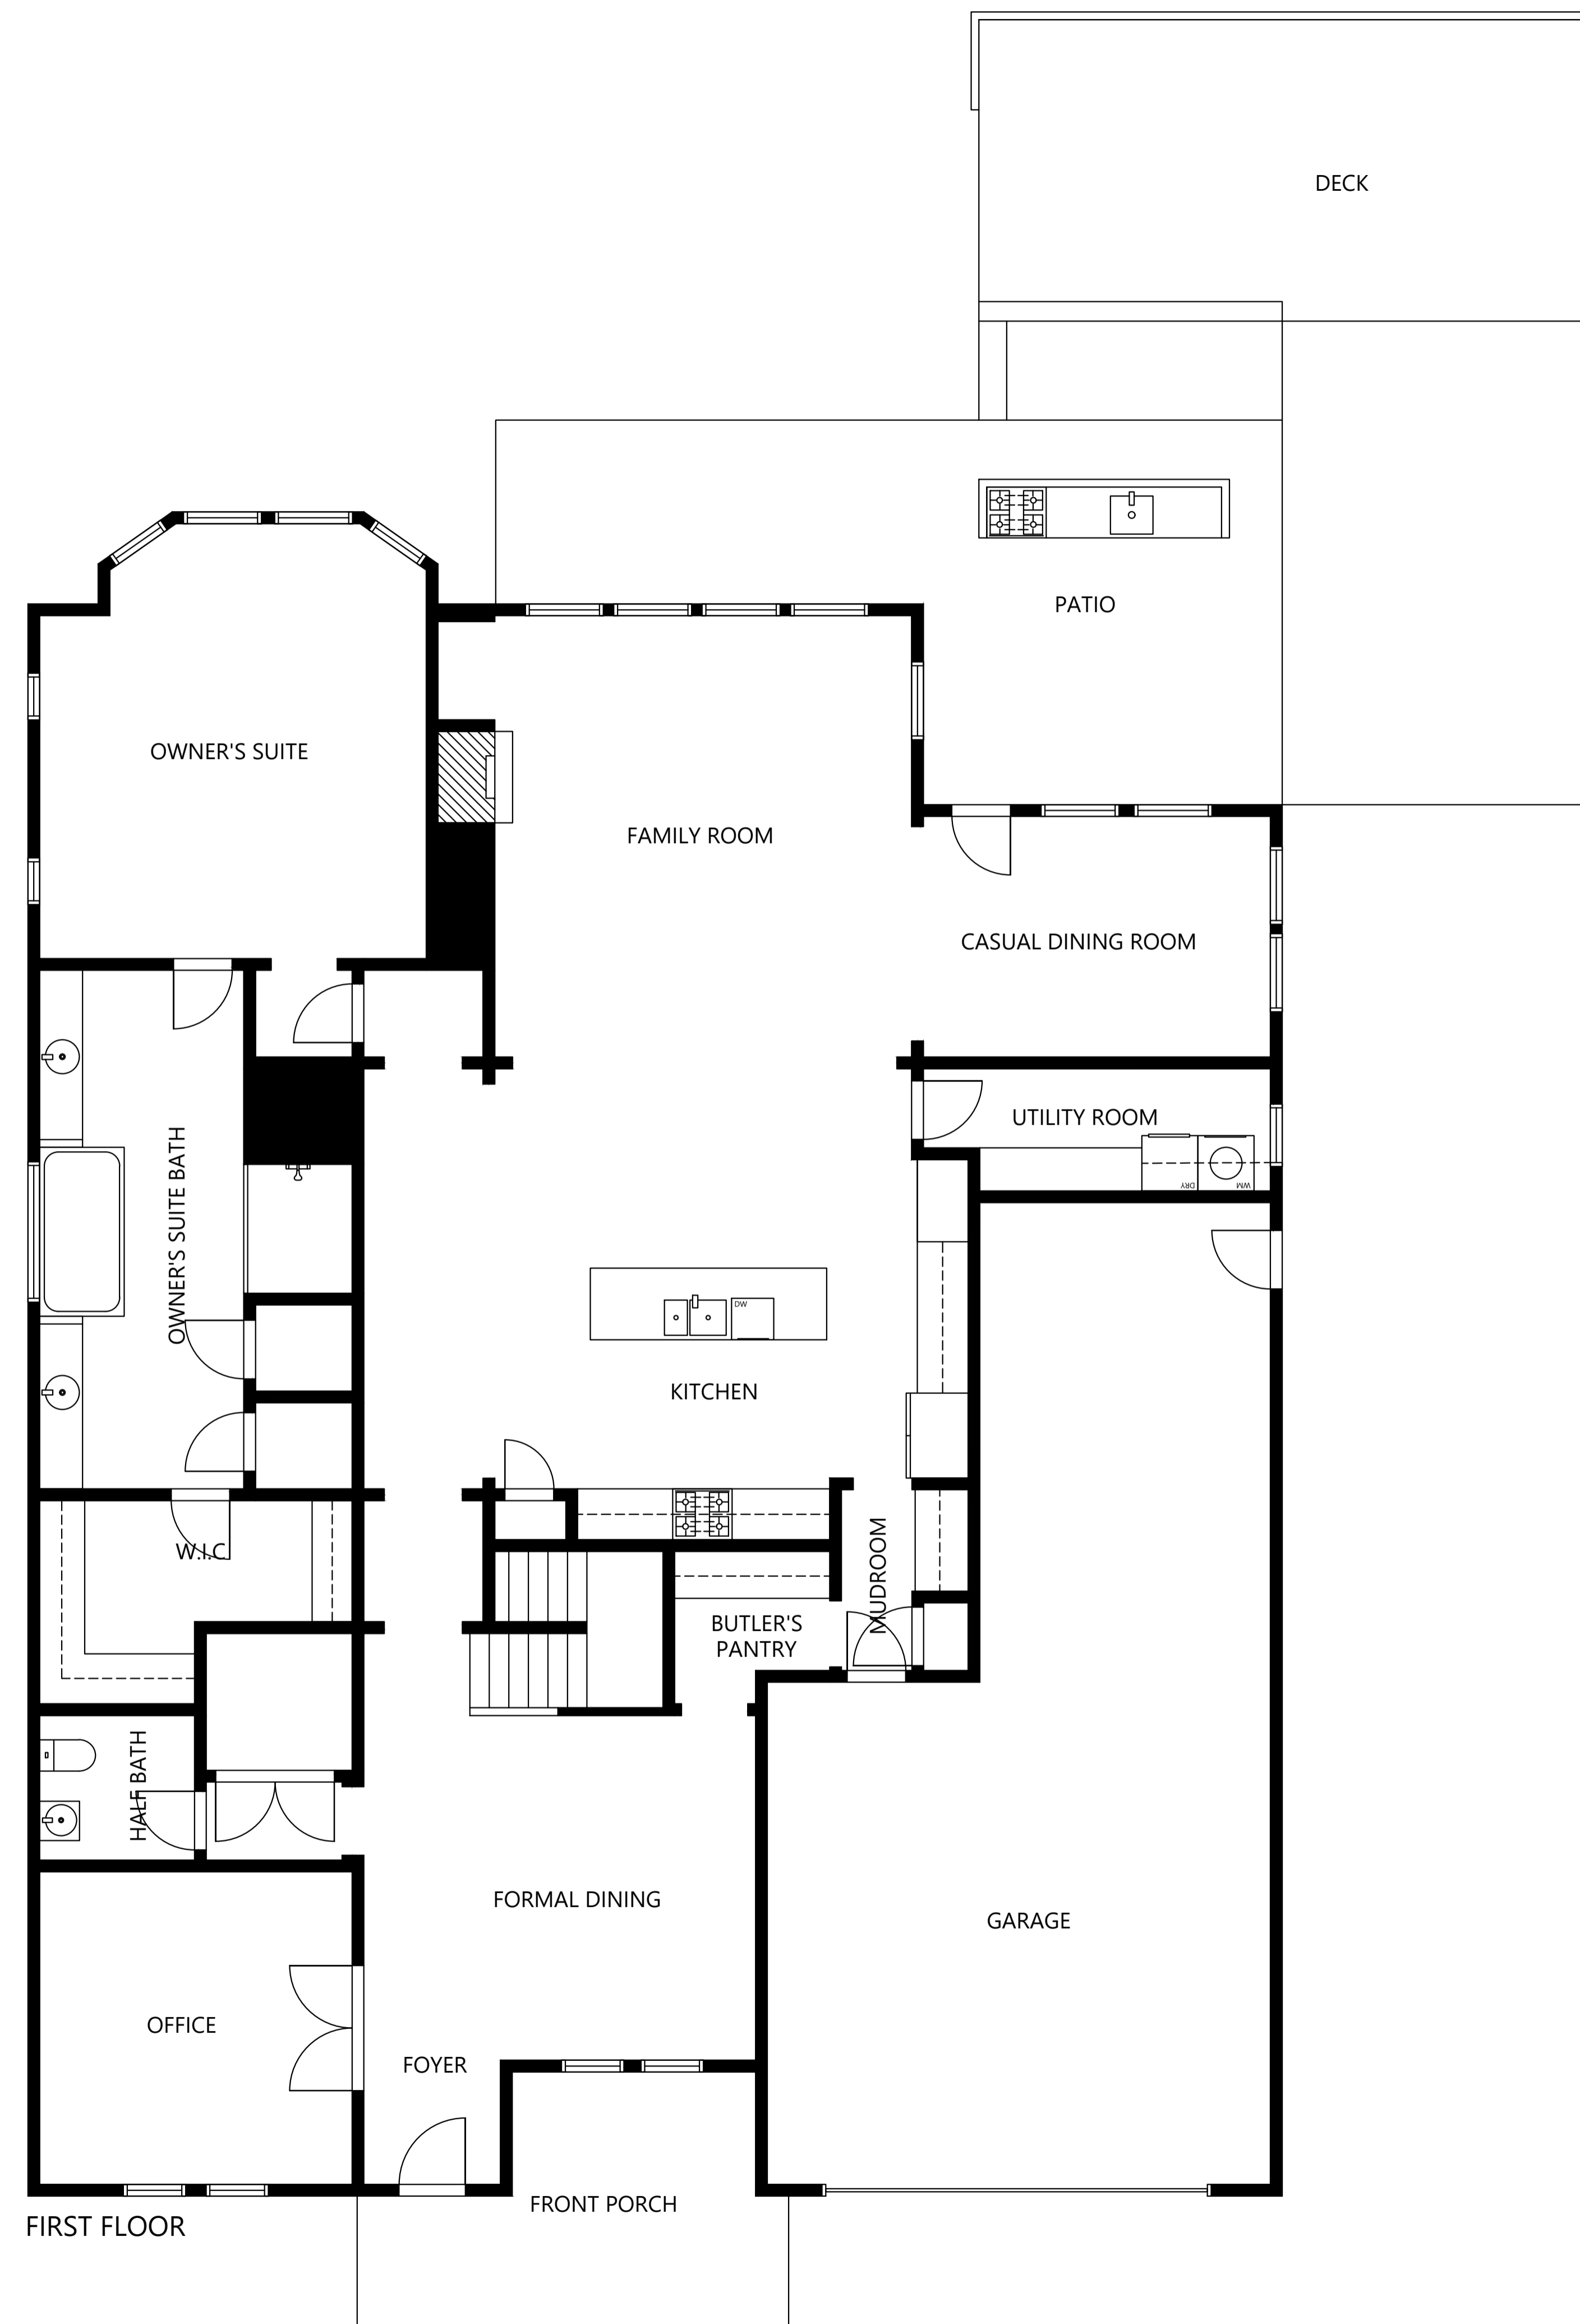 DECK
PATIO
OWNER'S SUITE
FAMILY ROOM
CASUAL DINING ROOM
UTILITY ROOM
DRY
WM
OWNER'S SUITE BATH
DW
KITCHEN
W.I.C
MUDROOM
BUTLER'S
PANTRY
HALF BATH
FORMAL DINING
GARAGE
OFFICE
FOYER
FRONT PORCH
FIRST FLOOR